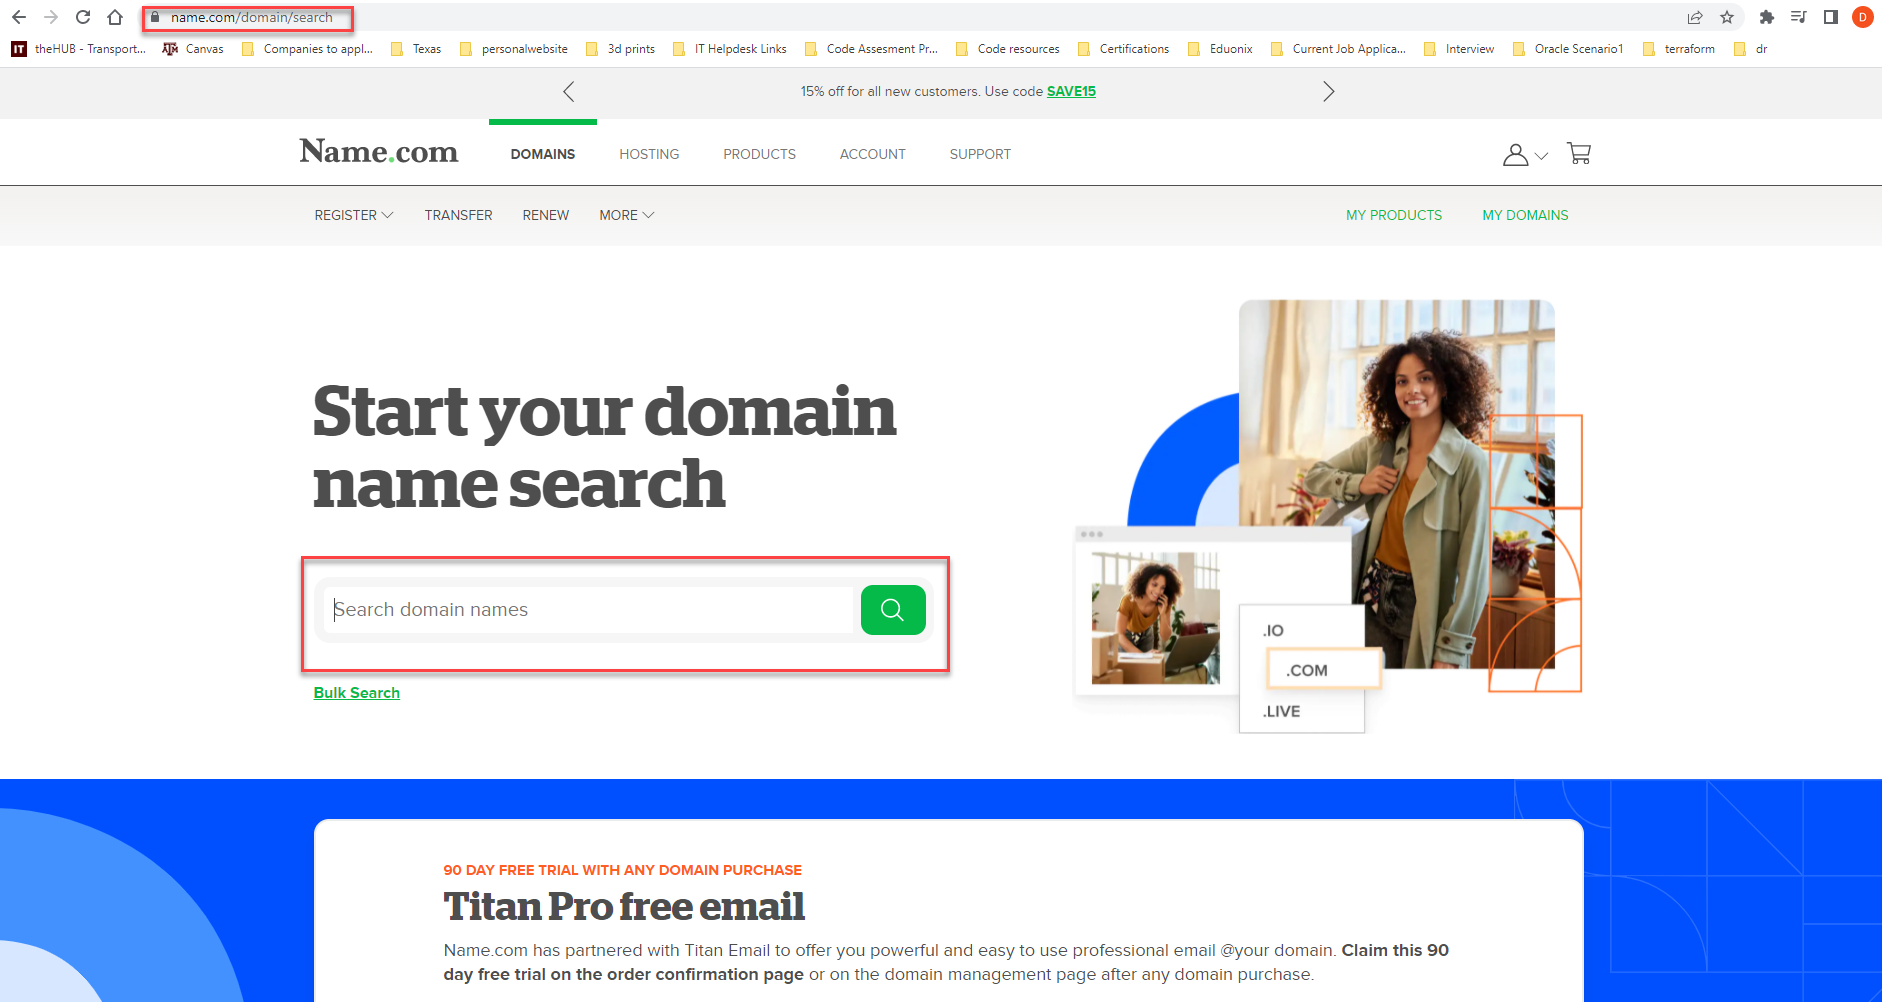 name.com/domain/search
theHUB - Transport...
Canvas
Companies to appl...
Texas
personalwebsite
3d prints
IT Helpdesk Links
Code Assesment Pr...
Code resources
Certifications
Eduonix
Current Job Applica...
Interview
Oracle Scenario1
terraform
dr
15% off for all new customers. Use code SAVE15
Name.com
DOMAINS
HOSTING
PRODUCTS
ACCOUNT
SUPPORT
REGISTER
TRANSFER
RENEW
MORE
MY PRODUCTS
MY DOMAINS
Start your domain
name search
Search domain names
Bulk Search
.IO
.COM
.LIVE
90 DAY FREE TRIAL WITH ANY DOMAIN PURCHASE
Titan Pro free email
Name.com has partnered with Titan Email to offer you powerful and easy to use professional email @your domain. Claim this 90
day free trial on the order confirmation page or on the domain management page after any domain purchase.
D
IT
ĀTM